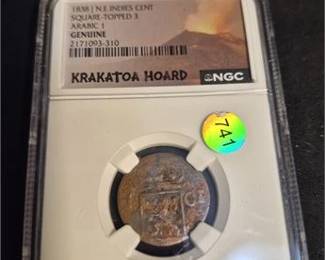 1838 J N.E. INDIES CENT
SQUARE-TOPPED 3
ARABIC 1
GENUINE
2171093-310
KRAKATOA HOARD
NGC
741